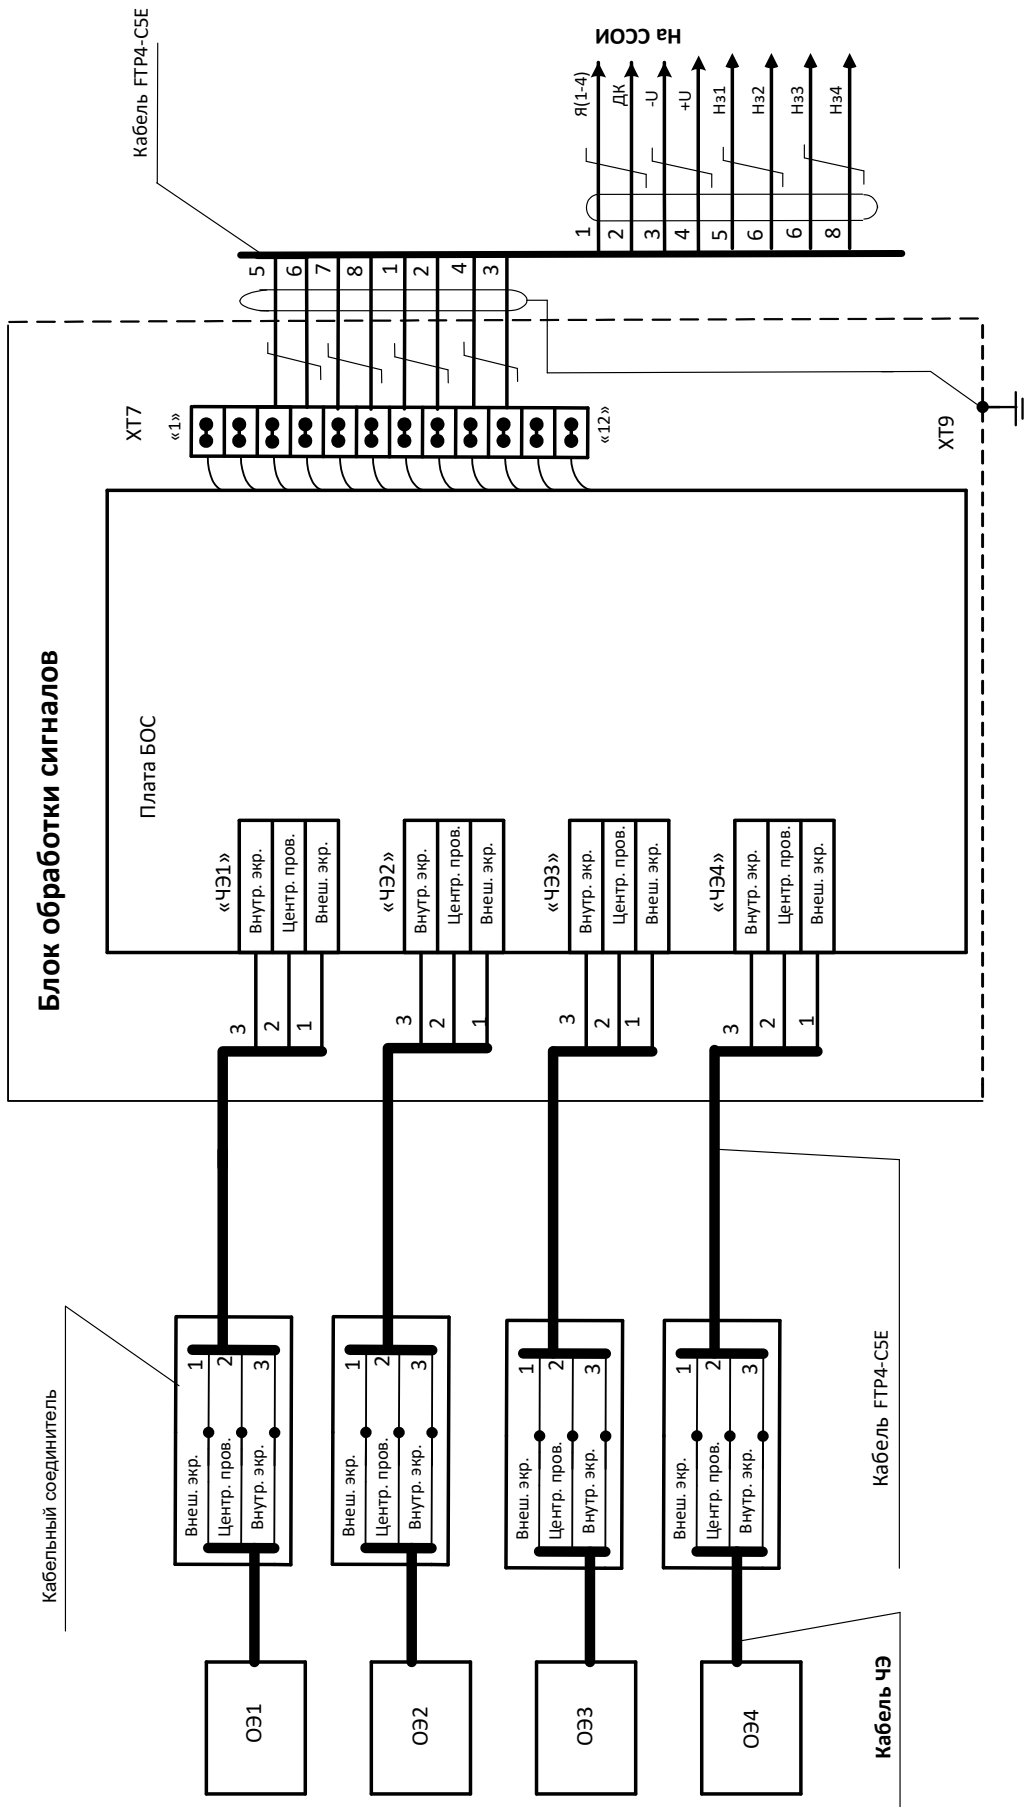 Кабельный соединитель
Блок обработки сигналов
Кабель FTP4-C5E
ОЭ1
Внеш. экр.
Центр. пров.
Внутр. экр.
1
2
3
3
2
1
«ЧЭ1»
Внутр. экр.
Центр. пров.
Внеш. экр.
ОЭ2
Внеш. экр.
Центр. пров.
Внутр. экр.
1
2
3
3
2
1
«ЧЭ2»
Внутр. экр.
Центр. пров.
Внеш. экр.
ОЭ3
Внеш. экр.
Центр. пров.
Внутр. экр.
1
2
3
3
2
1
«ЧЭ3»
Внутр. экр.
Центр. пров.
Внеш. экр.
ОЭ4
Внеш. экр.
Центр. пров.
Внутр. экр.
1
2
3
3
2
1
«ЧЭ4»
Внутр. экр.
Центр. пров.
Внеш. экр.
Плата БОС
ХТ7
«1»
«12»
5
6
7
8
1
2
4
3
ХТ9
1
Я(1-4)
2
ДК
3
-U
4
+U
5
Нз1
6
Нз2
6
Нз3
8
Нз4
На ССОИ
Кабель ЧЭ
Кабель FTP4-C5E